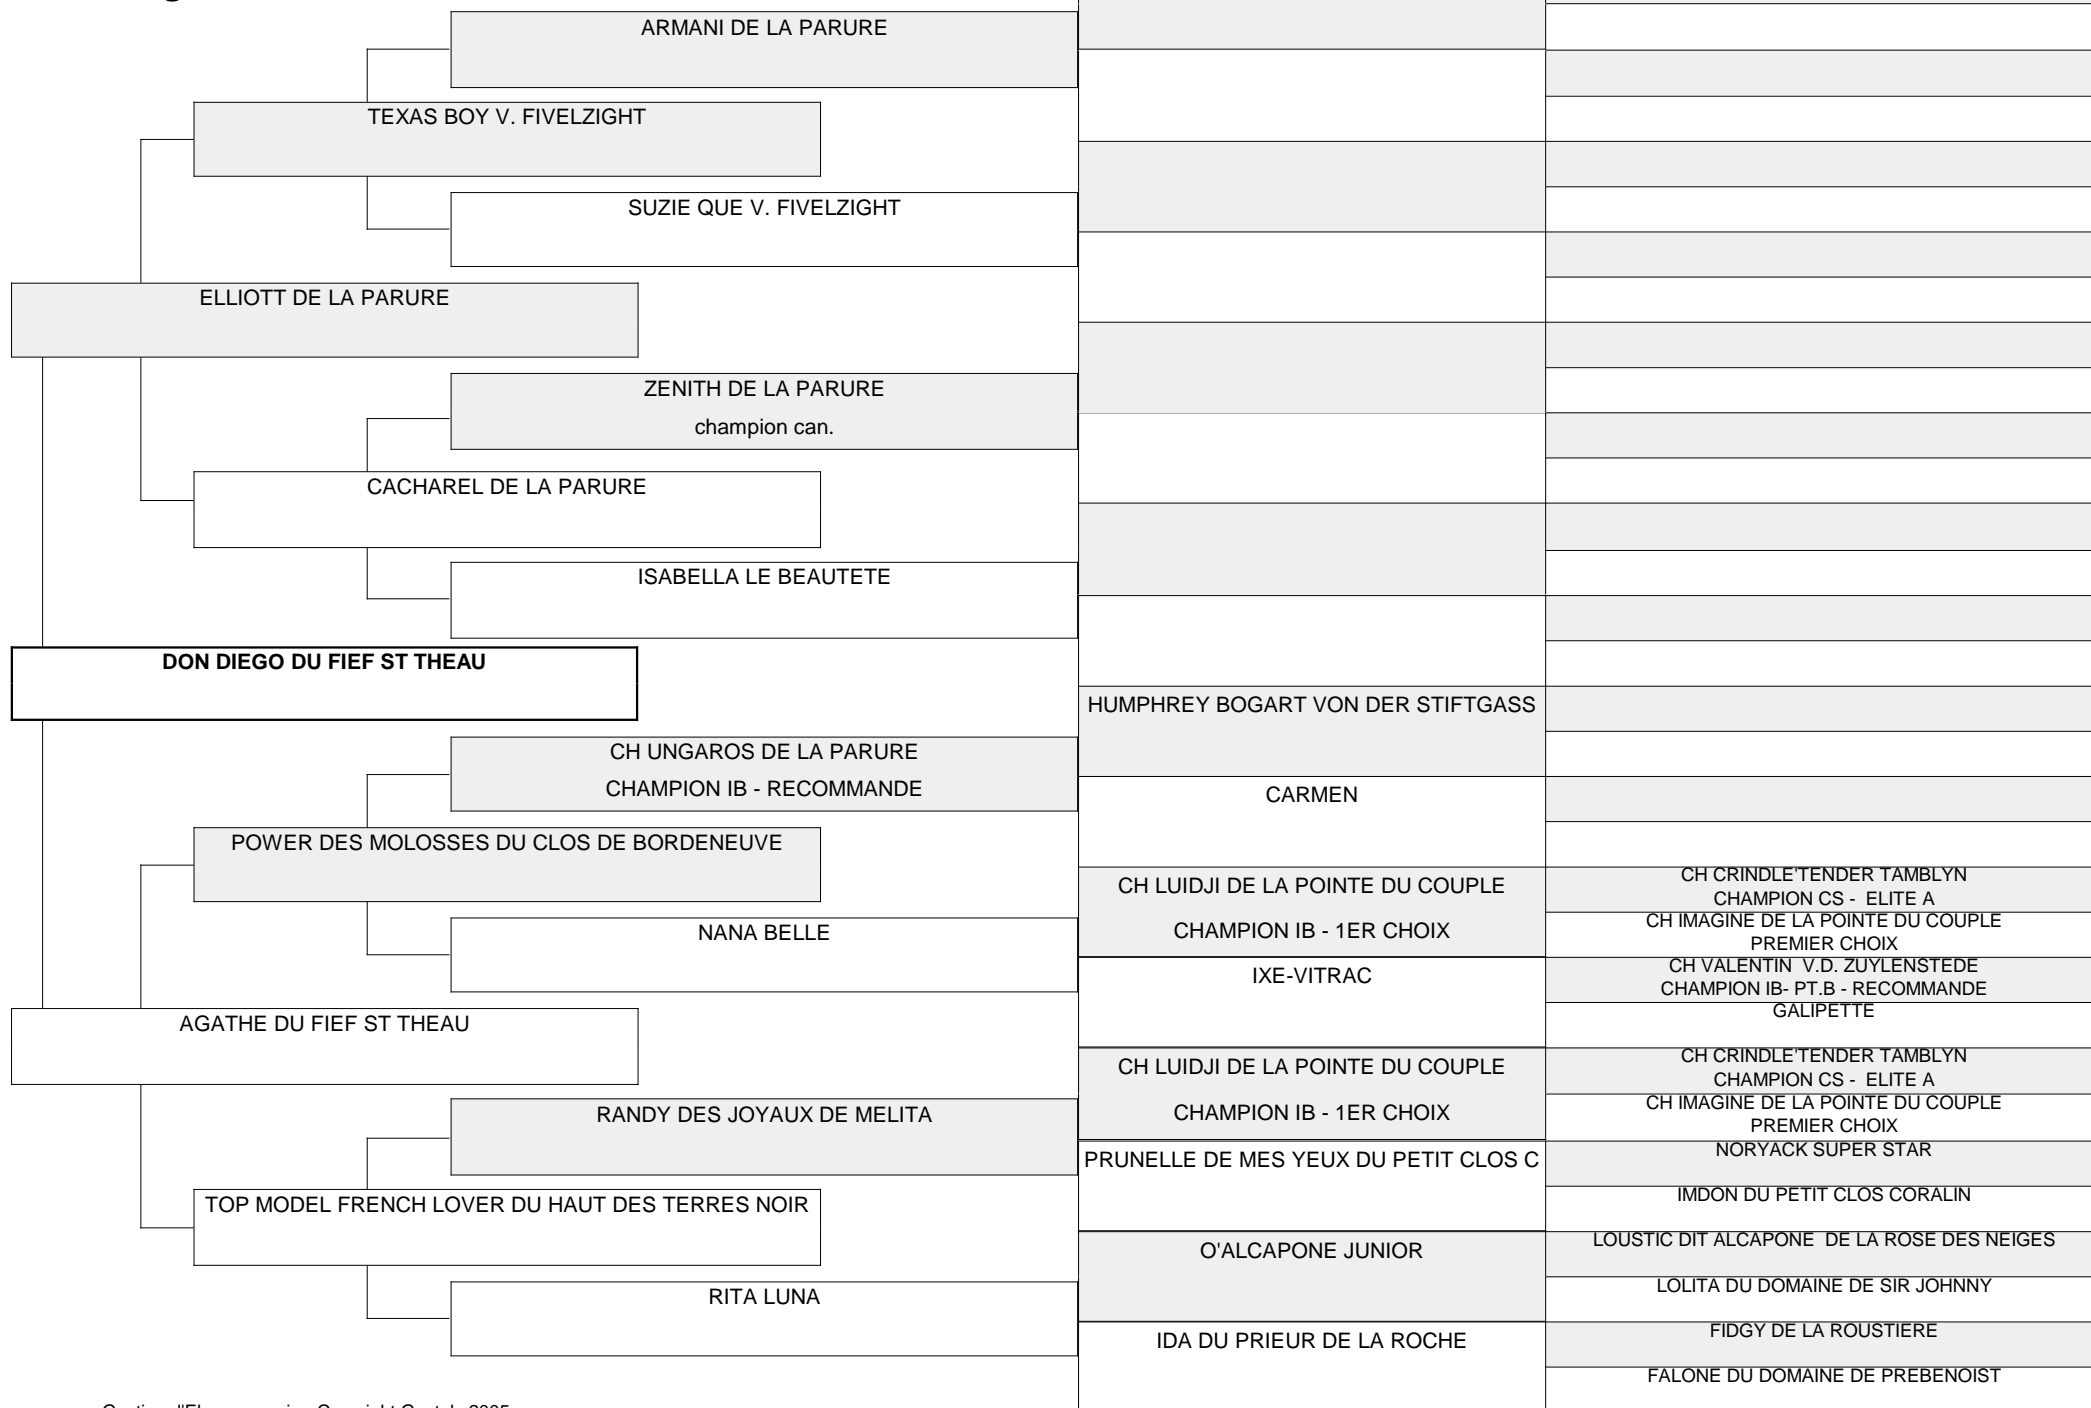 ARMANI DE LA PARURE
TEXAS BOY V. FIVELZIGHT
SUZIE QUE V. FIVELZIGHT
ELLIOTT DE LA PARURE
ZENITH DE LA PARURE
champion can.
CACHAREL DE LA PARURE
ISABELLA LE BEAUTETE
DON DIEGO DU FIEF ST THEAU
CH UNGAROS DE LA PARURE
CHAMPION IB - RECOMMANDE
POWER DES MOLOSSES DU CLOS DE BORDENEUVE
NANA BELLE
AGATHE DU FIEF ST THEAU
RANDY DES JOYAUX DE MELITA
TOP MODEL FRENCH LOVER DU HAUT DES TERRES NOIR
RITA LUNA
HUMPHREY BOGART VON DER STIFTGASS
CARMEN
CH LUIDJI DE LA POINTE DU COUPLE
CHAMPION IB - 1ER CHOIX
IXE-VITRAC
CH LUIDJI DE LA POINTE DU COUPLE
CHAMPION IB - 1ER CHOIX
PRUNELLE DE MES YEUX DU PETIT CLOS C
O'ALCAPONE JUNIOR
IDA DU PRIEUR DE LA ROCHE
CH CRINDLE'TENDER TAMBLYN
CHAMPION CS - ELITE A
CH IMAGINE DE LA POINTE DU COUPLE
PREMIER CHOIX
CH VALENTIN V.D. ZUYLENSTEDE
CHAMPION IB- PT.B - RECOMMANDE
GALIPETTE
CH CRINDLE'TENDER TAMBLYN
CHAMPION CS - ELITE A
CH IMAGINE DE LA POINTE DU COUPLE
PREMIER CHOIX
NORYACK SUPER STAR
IMDON DU PETIT CLOS CORALIN
LOUSTIC DIT ALCAPONE DE LA ROSE DES NEIGES
LOLITA DU DOMAINE DE SIR JOHNNY
FIDGY DE LA ROUSTIERE
FALONE DU DOMAINE DE PREBENOIST